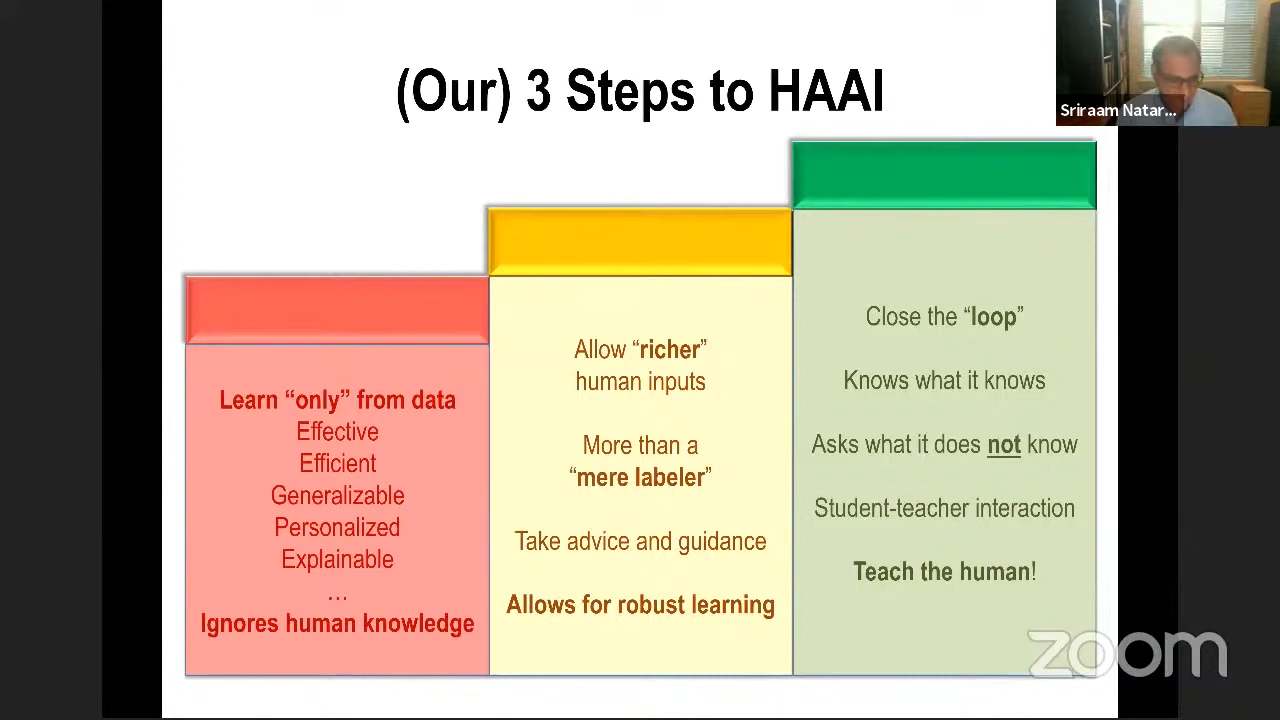 (Our) 3 Steps to HAAI
Sriraam Natar...
Learn “only” from data
Effective
Efficient
Generalizable
Personalized
Explainable
...
Ignores human knowledge
Allow “richer”
human inputs
More than a
“mere labeler”
Take advice and guidance
Allows for robust learning
Close the “loop”
Knows what it knows
Asks what it does not know
Student-teacher interaction
Teach the human!
zoom